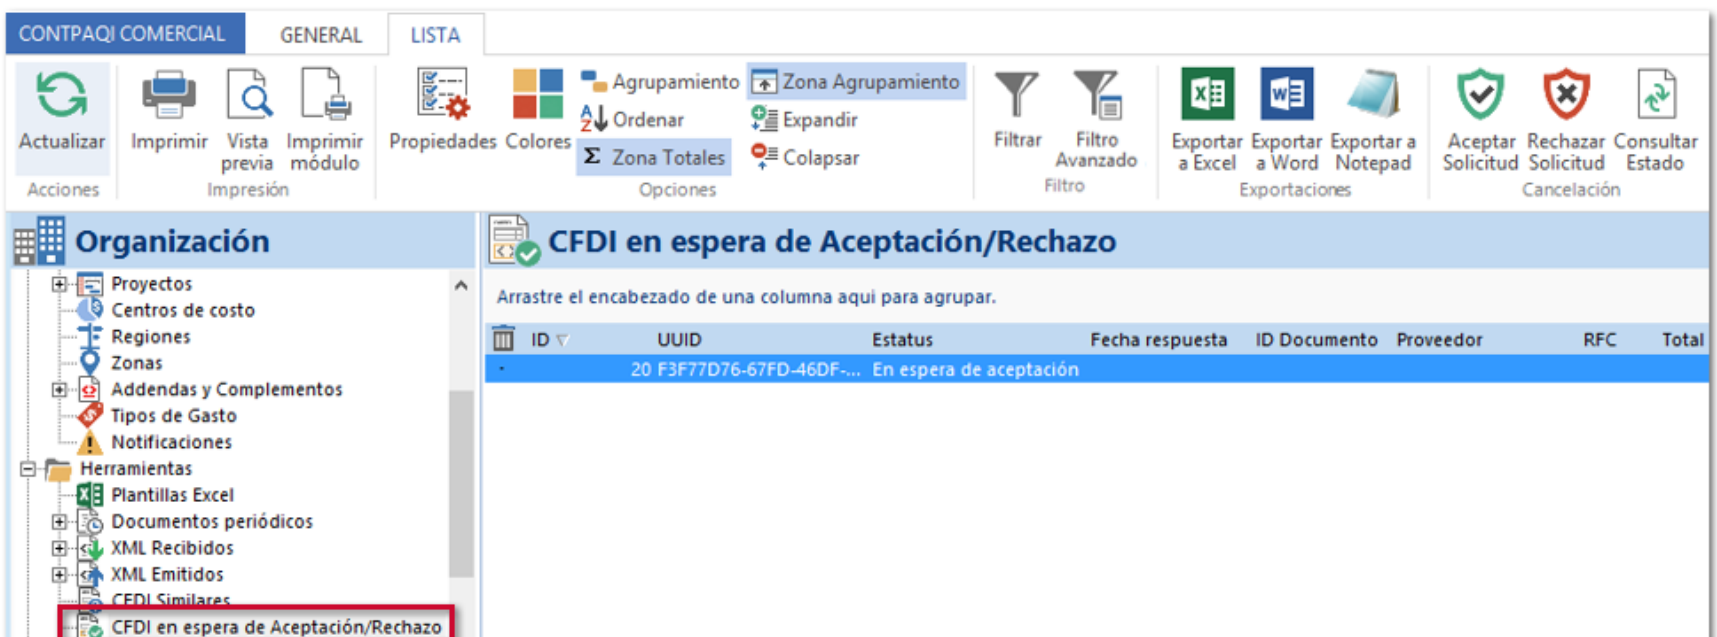 CONTPAQI COMERCIAL GENERAL LISTA
Actualizar
Acciones
Imprimir Vista previa Imprimir módulo
Impresión
Propiedades Colores
Agrupamiento Zona Agrupamiento
Ordenar Expandir
Zona Totales Colapsar
Opciones
Filtrar Filtro Avanzado
Filtro
Exportar a Excel Exportar a Word Exportar a Notepad
Exportaciones
Aceptar Solicitud Rechazar Solicitud Consultar Estado
Cancelación
Organización
Proyectos
Centros de costo
Regiones
Zonas
Addendas y Complementos
Tipos de Gasto
Notificaciones
Herramientas
Plantillas Excel
Documentos periódicos
XML Recibidos
XML Emitidos
CFDI Similares
CFDI en espera de Aceptación/Rechazo
CFDI en espera de Aceptación/Rechazo
Arrastre el encabezado de una columna aqui para agrupar.
ID UUID Estatus Fecha respuesta ID Documento Proveedor RFC Total
20 F3F77D76-67FD-46DF-... En espera de aceptación